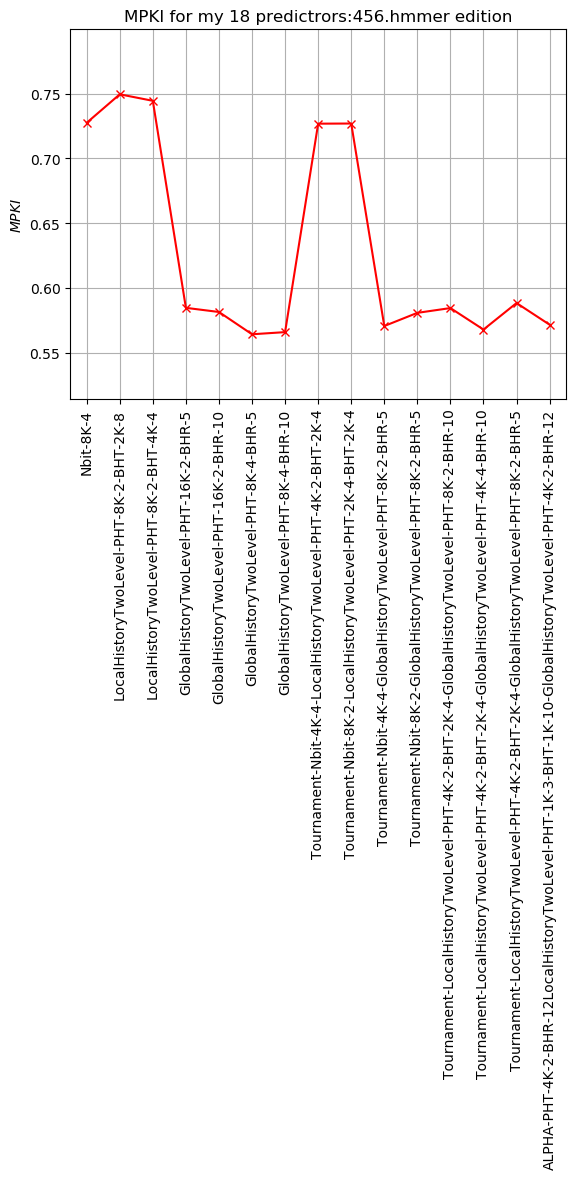 MPKI for my 18 predictrors:456.hmmer edition
MPKI
0.75
0.70
0.65
0.60
0.55
Nbit-8K-4
LocalHistoryTwoLevel-PHT-8K-2-BHT-2K-8
LocalHistoryTwoLevel-PHT-8K-2-BHT-4K-4
GlobalHistoryTwoLevel-PHT-16K-2-BHR-5
GlobalHistoryTwoLevel-PHT-16K-2-BHR-10
GlobalHistoryTwoLevel-PHT-8K-4-BHR-5
GlobalHistoryTwoLevel-PHT-8K-4-BHR-10
Tournament-Nbit-4K-4-LocalHistoryTwoLevel-PHT-4K-2-BHT-2K-4
Tournament-Nbit-8K-2-LocalHistoryTwoLevel-PHT-2K-4-BHT-2K-4
Tournament-Nbit-4K-4-GlobalHistoryTwoLevel-PHT-8K-2-BHR-5
Tournament-Nbit-8K-2-GlobalHistoryTwoLevel-PHT-8K-2-BHR-5
Tournament-LocalHistoryTwoLevel-PHT-4K-2-BHT-2K-4-GlobalHistoryTwoLevel-PHT-8K-2-BHR-10
Tournament-LocalHistoryTwoLevel-PHT-4K-2-BHT-2K-4-GlobalHistoryTwoLevel-PHT-4K-4-BHR-10
Tournament-LocalHistoryTwoLevel-PHT-4K-2-BHT-2K-4-GlobalHistoryTwoLevel-PHT-8K-2-BHR-5
ALPHA-PHT-4K-2-BHR-12LocalHistoryTwoLevel-PHT-1K-3-BHT-1K-10-GlobalHistoryTwoLevel-PHT-4K-2-BHR-12